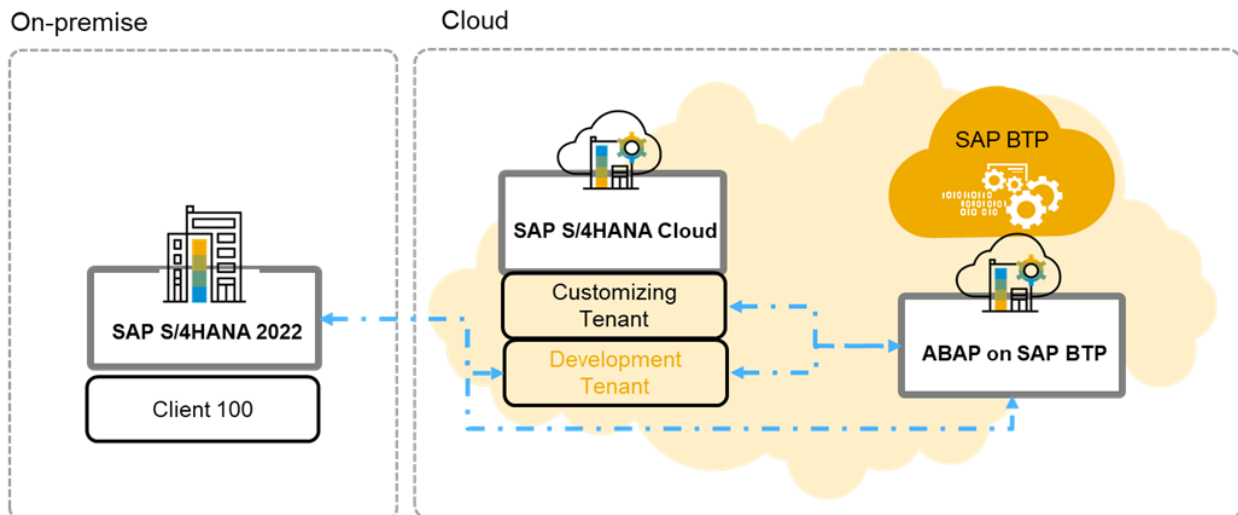 On-premise
Cloud
SAP BTP
SAP S/4HANA Cloud
Customizing
Tenant
Development
Tenant
SAP S/4HANA 2022
Client 100
ABAP on SAP BTP